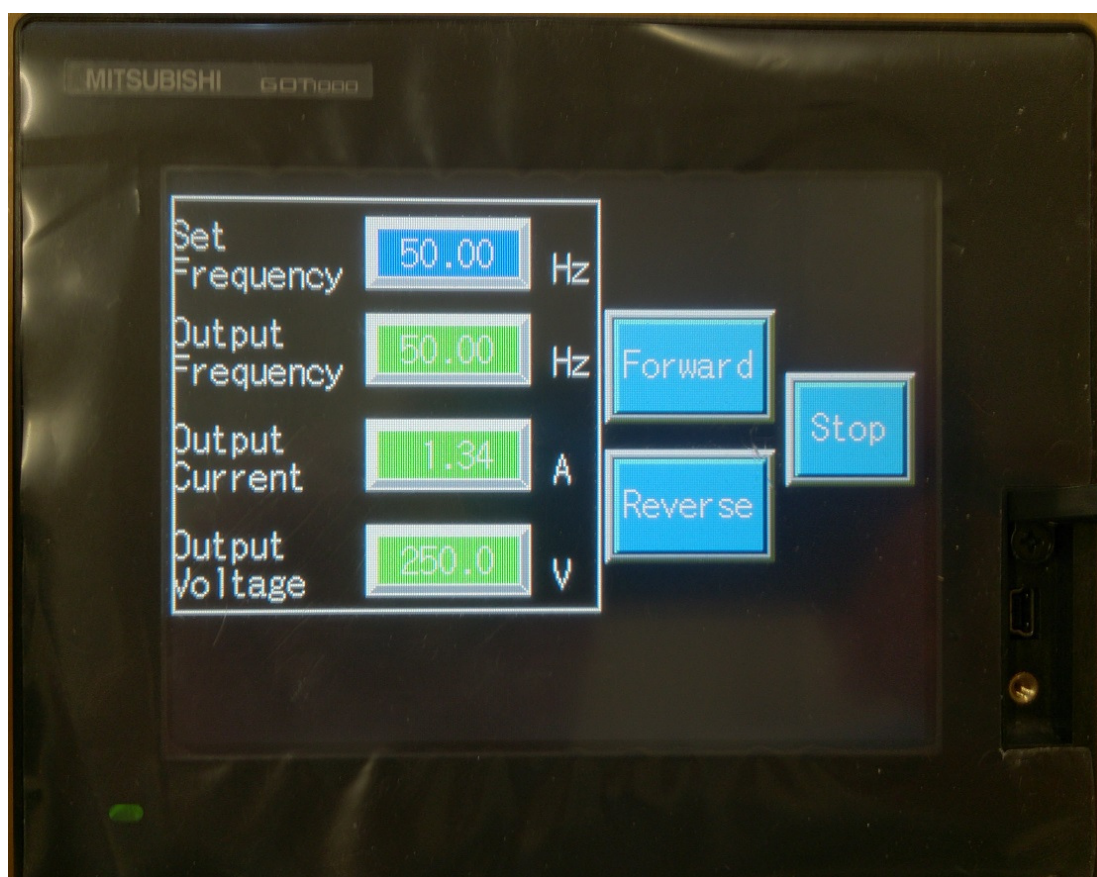 MITSUBISHI GOT1000
Set
Frequency
50.00
Hz
Output
Frequency
50.00
Hz
Output
Current
1.34
A
Output
Voltage
250.0
V
Forward
Reverse
Stop